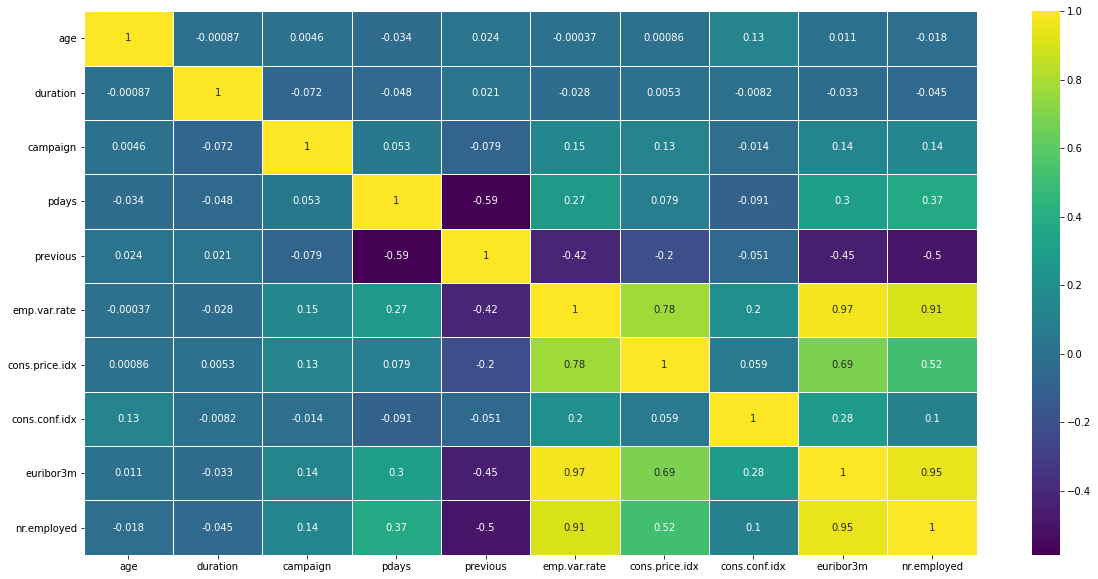 age 1 -0.00087 0.0046 -0.034 0.024 -0.00037 0.00086 0.13 0.011 -0.018
duration -0.00087 1 -0.072 -0.048 0.021 -0.028 0.0053 -0.0082 -0.033 -0.045
campaign 0.0046 -0.072 1 0.053 -0.079 0.15 0.13 -0.014 0.14 0.14
pdays -0.034 -0.048 0.053 1 -0.59 0.27 0.079 -0.091 0.3 0.37
previous 0.024 0.021 -0.079 -0.59 1 -0.42 -0.2 -0.051 -0.45 -0.5
emp.var.rate -0.00037 -0.028 0.15 0.27 -0.42 1 0.78 0.2 0.97 0.91
cons.price.idx 0.00086 0.0053 0.13 0.079 -0.2 0.78 1 0.059 0.69 0.52
cons.conf.idx 0.13 -0.0082 -0.014 -0.091 -0.051 0.2 0.059 1 0.28 0.1
euribor3m 0.011 -0.033 0.14 0.3 -0.45 0.97 0.69 0.28 1 0.95
nr.employed -0.018 -0.045 0.14 0.37 -0.5 0.91 0.52 0.1 0.95 1
age duration campaign pdays previous emp.var.rate cons.price.idx cons.conf.idx euribor3m nr.employed
1.0
0.8
0.6
0.4
0.2
0.0
−0.2
−0.4